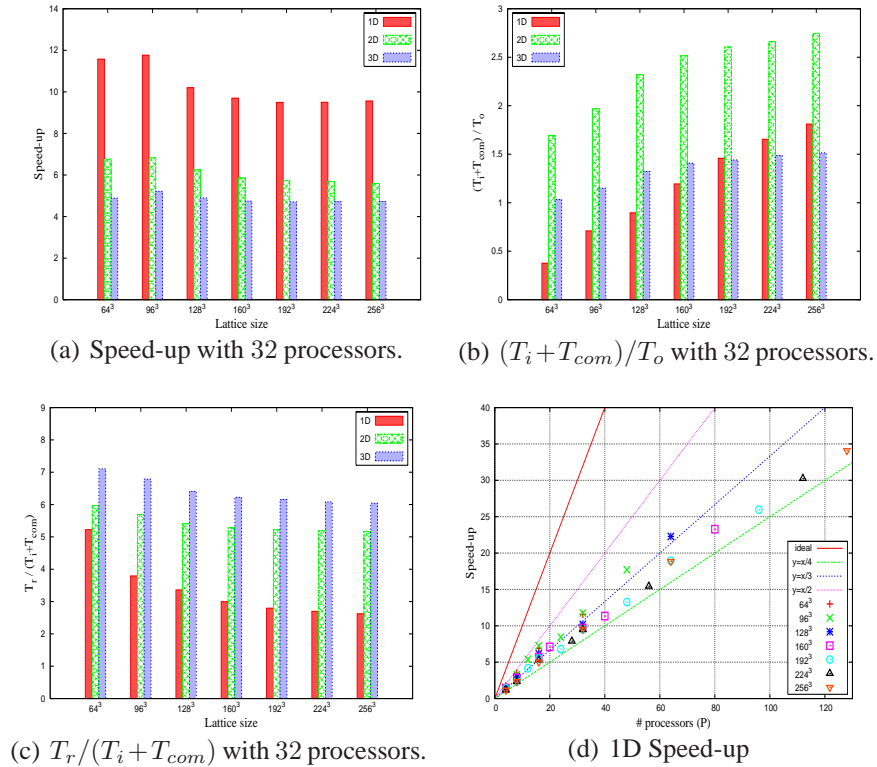 14
12
10
8
6
4
2
0
Speed-up
1D
2D
3D
64³ 96³ 128³ 160³ 192³ 224³ 256³
Lattice size
(a) Speed-up with 32 processors.
3
2.5
2
1.5
1
0.5
0
(T_i+T_com) / T_o
1D
2D
3D
64³ 96³ 128³ 160³ 192³ 224³ 256³
Lattice size
(b) (T_i+T_com)/T_o with 32 processors.
9
8
7
6
5
4
3
2
1
0
T_r / (T_i+T_com)
1D
2D
3D
64³ 96³ 128³ 160³ 192³ 224³ 256³
Lattice size
(c) T_r/(T_i+T_com) with 32 processors.
40
35
30
25
20
15
10
5
0
Speed-up
ideal
y=x/4
y=x/3
y=x/2
64³
96³
128³
160³
192³
224³
256³
0 20 40 60 80 100 120
# processors (P)
(d) 1D Speed-up